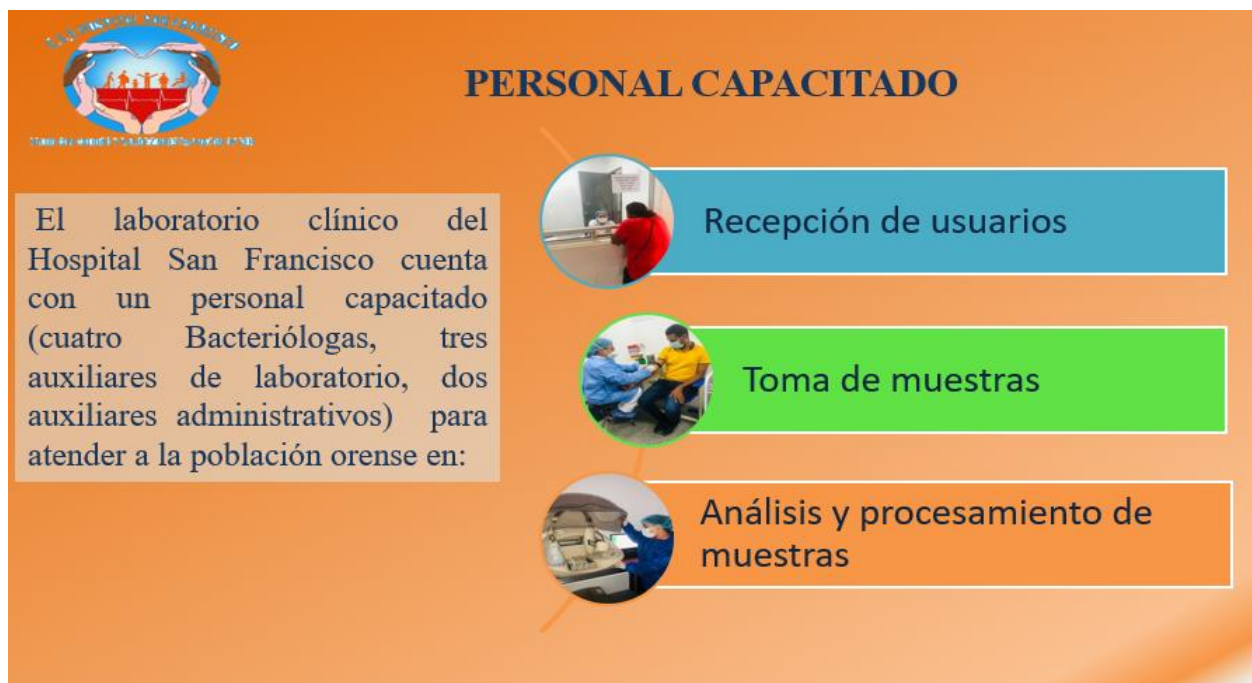 PERSONAL CAPACITADO
El laboratorio clínico del
Hospital San Francisco cuenta
con un personal capacitado
(cuatro Bacteriólogas, tres
auxiliares de laboratorio, dos
auxiliares administrativos) para
atender a la población orense en:
Recepción de usuarios
Toma de muestras
Análisis y procesamiento de
muestras